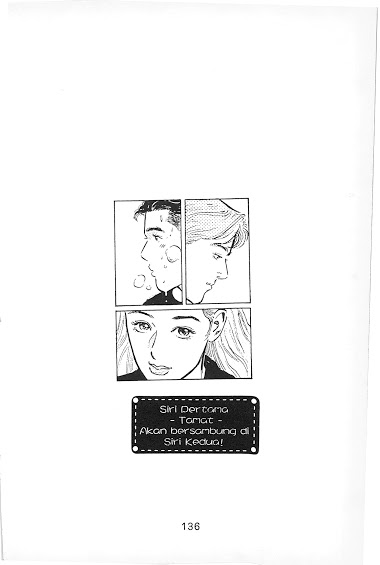 Siri Pertama
- Tamat -
Akan bersambung di
Siri Kedua!
136